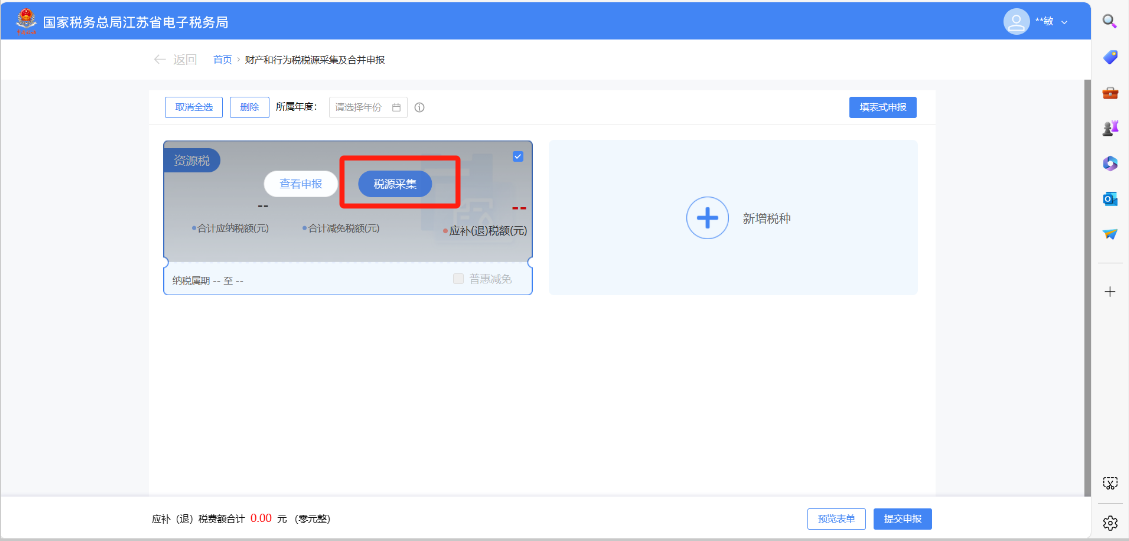 国家税务总局江苏省电子税务局
**敏
返回 首页 > 财产和行为税税源采集及合并申报
取消全选 删除 所属年度： 请选择年份 填表式申报
资源税
查看申报 税源采集
-- --
合计应纳税额(元) 合计减免税额(元) 应补(退)税额(元)
纳税属期 -- 至 -- 普惠减免
新增税种
应补（退）税费额合计 0.00 元 （零元整） 预览表单 提交申报